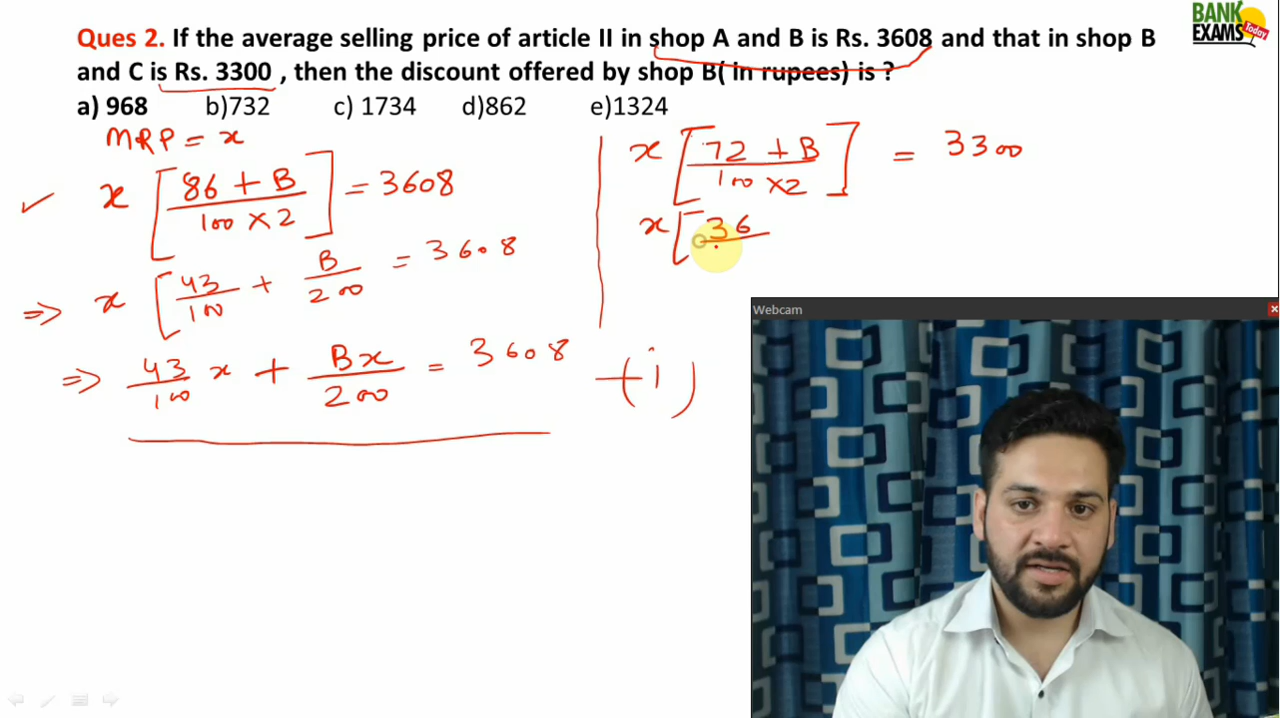 BANK
EXAMS Today
Ques 2. If the average selling price of article II in shop A and B is Rs. 3608 and that in shop B
and C is Rs. 3300 , then the discount offered by shop B( in rupees) is ?
a) 968 b)732 c) 1734 d)862 e)1324
MRP = x
x [ 86 + B / 100 x 2 ] = 3608
=> x [ 43 / 100 + B / 200 = 3608
=> 43 / 100 x + Bx / 200 = 3608 — (i)
x [ 72 + B / 100 x 2 ] = 3300
x [ 36
Webcam